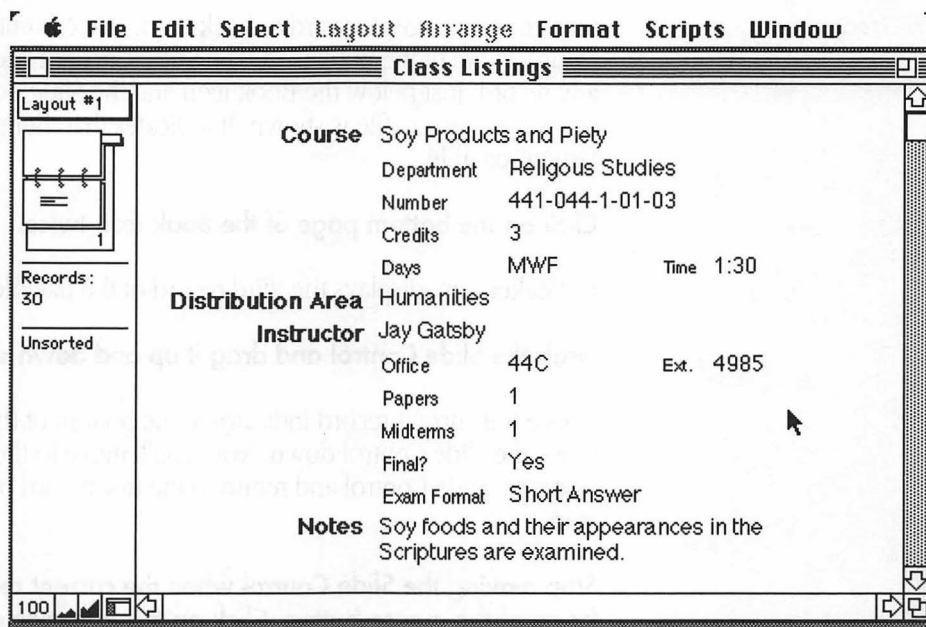 File Edit Select Layout Arrange Format Scripts Window
Class Listings
Layout #1
1
Records:
30
Unsorted
Course Soy Products and Piety
Department Religous Studies
Number 441-044-1-01-03
Credits 3
Days MWF Time 1:30
Distribution Area Humanities
Instructor Jay Gatsby
Office 44C Ext. 4985
Papers 1
Midterms 1
Final? Yes
Exam Format Short Answer
Notes Soy foods and their appearances in the
Scriptures are examined.
100